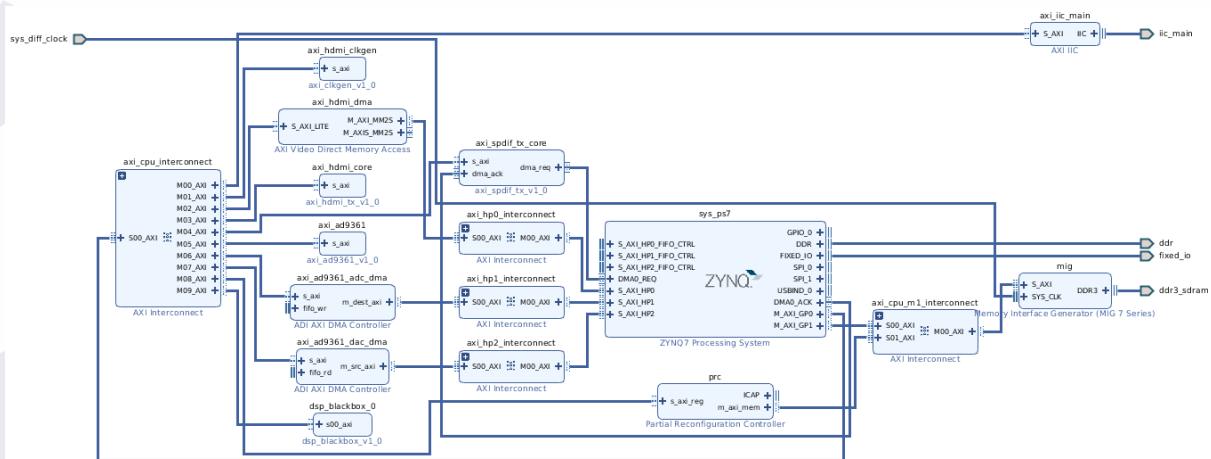 sys_diff_clock
axi_iic_main
S_AXI
IIC
AXI IIC
iic_main
axi_hdmi_clkgen
s_axi
axi_clkgen_v1_0
axi_hdmi_dma
S_AXI_LITE
M_AXI_MM2S
M_AXIS_MM2S
AXI Video Direct Memory Access
axi_cpu_interconnect
S00_AXI
M00_AXI
M01_AXI
M02_AXI
M03_AXI
M04_AXI
M05_AXI
M06_AXI
M07_AXI
M08_AXI
M09_AXI
AXI Interconnect
axi_hdmi_core
s_axi
axi_hdmi_tx_v1_0
axi_ad9361
s_axi
axi_ad9361_v1_0
axi_ad9361_adc_dma
s_axi
fifo_wr
m_dest_axi
ADI AXI DMA Controller
axi_ad9361_dac_dma
s_axi
fifo_rd
m_src_axi
ADI AXI DMA Controller
dsp_blackbox_0
s00_axi
dsp_blackbox_v1_0
axi_spdif_tx_core
s_axi
dma_ack
dma_req
axi_spdif_tx_v1_0
axi_hp0_interconnect
S00_AXI
M00_AXI
AXI Interconnect
axi_hp1_interconnect
S00_AXI
M00_AXI
AXI Interconnect
axi_hp2_interconnect
S00_AXI
M00_AXI
AXI Interconnect
sys_ps7
S_AXI_HP0_FIFO_CTRL
S_AXI_HP1_FIFO_CTRL
S_AXI_HP2_FIFO_CTRL
DMA0_REQ
S_AXI_HP0
S_AXI_HP1
S_AXI_HP2
ZYNQ
GPIO_0
DDR
FIXED_IO
SPI_0
SPI_1
USBIND_0
DMA0_ACK
M_AXI_GP0
M_AXI_GP1
ZYNQ7 Processing System
prc
s_axi_reg
ICAP
m_axi_mem
Partial Reconfiguration Controller
axi_cpu_m1_interconnect
S00_AXI
S01_AXI
M00_AXI
AXI Interconnect
mig
S_AXI
SYS_CLK
DDR3
Memory Interface Generator (MIG 7 Series)
ddr
fixed_io
ddr3_sdram